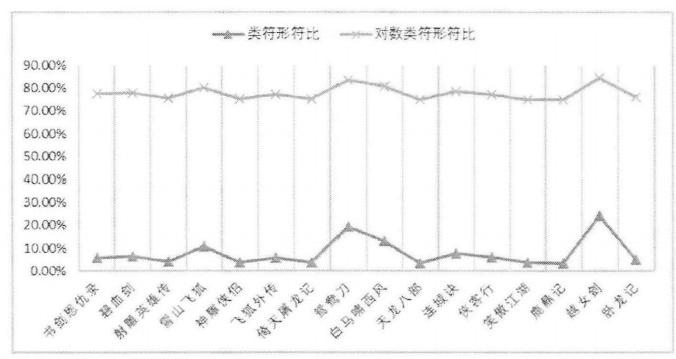 类符形符比 对数类符形符比
90.00%
80.00%
70.00%
60.00%
50.00%
40.00%
30.00%
20.00%
10.00%
0.00%
书剑恩仇录
碧血剑
射雕英雄传
雪山飞狐
神雕侠侣
飞狐外传
倚天屠龙记
鸳鸯刀
白马啸西风
天龙八部
连城诀
侠客行
笑傲江湖
鹿鼎记
越女剑
卧龙记